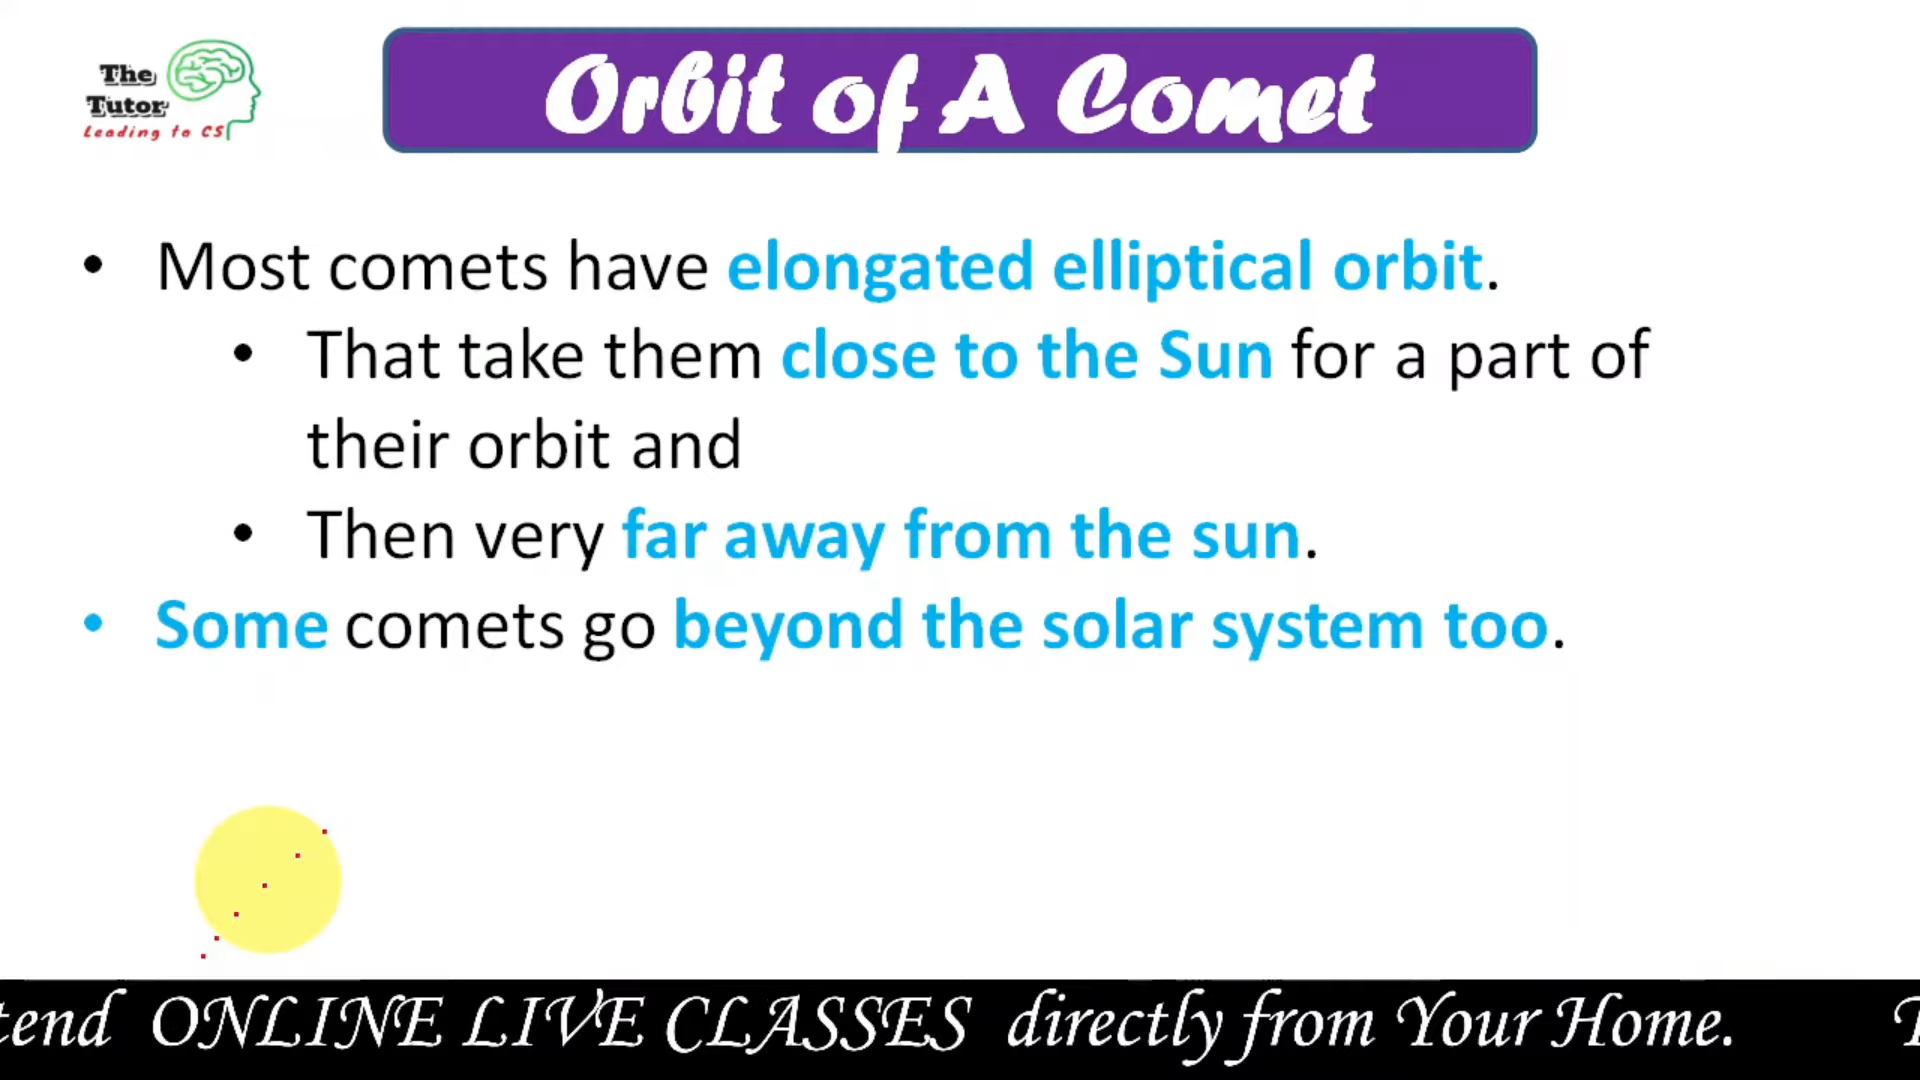 The
Tutor
Leading to CS
Orbit of A Comet
• Most comets have elongated elliptical orbit.
• That take them close to the Sun for a part of
their orbit and
• Then very far away from the sun.
• Some comets go beyond the solar system too.
tend ONLINE LIVE CLASSES directly from Your Home.